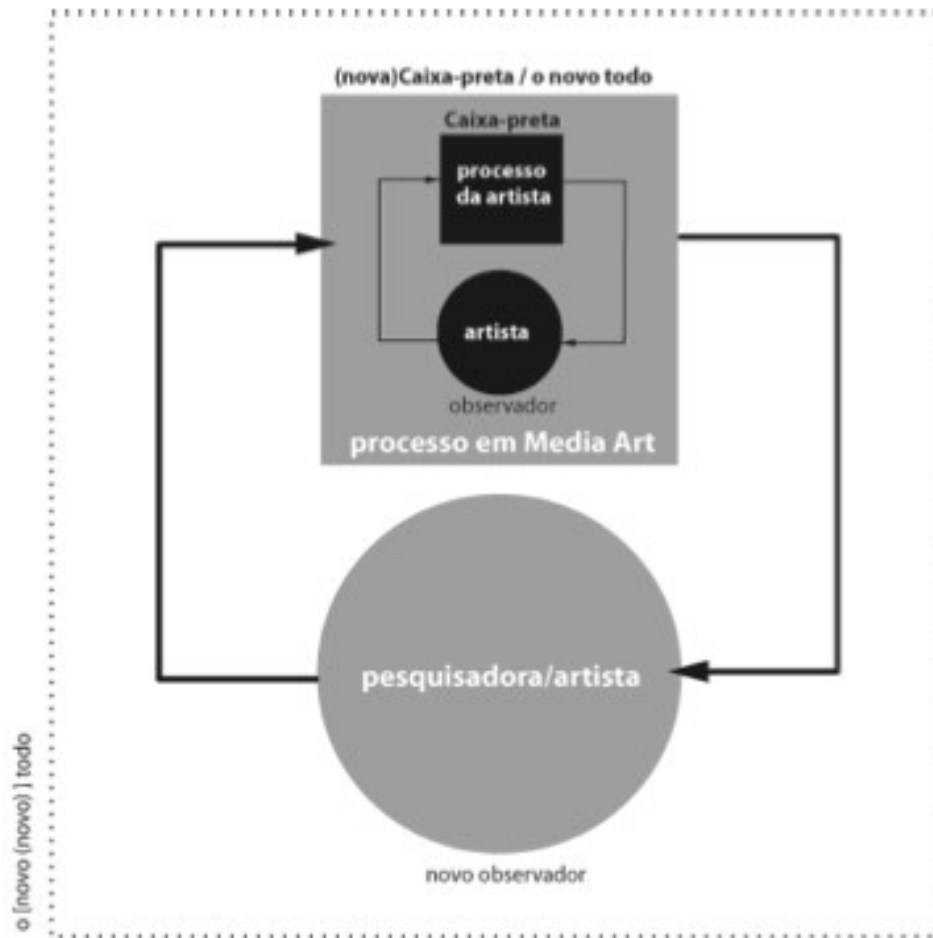 (nova)Caixa-preta / o novo todo
Caixa-preta
processo
da artista
artista
observador
processo em Media Art
pesquisadora/artista
novo observador
o [novo (novo) ] todo